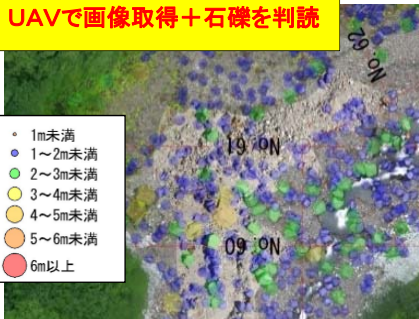 UAVで画像取得+石礫を判読
No. 62
1m未満
1~2m未満
2~3m未満
3~4m未満
4~5m未満
5~6m未満
6m以上
No. 61
No. 60